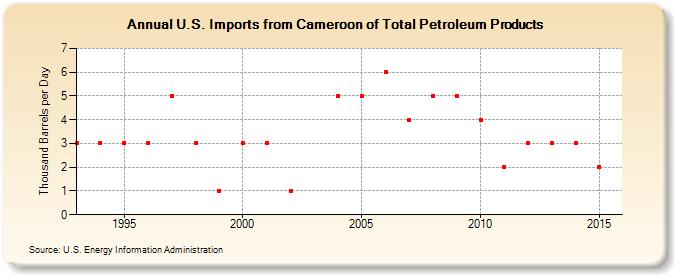 Annual U.S. Imports from Cameroon of Total Petroleum Products
Thousand Barrels per Day
7
6
5
4
3
2
1
0
1995 2000 2005 2010 2015
Source: U.S. Energy Information Administration